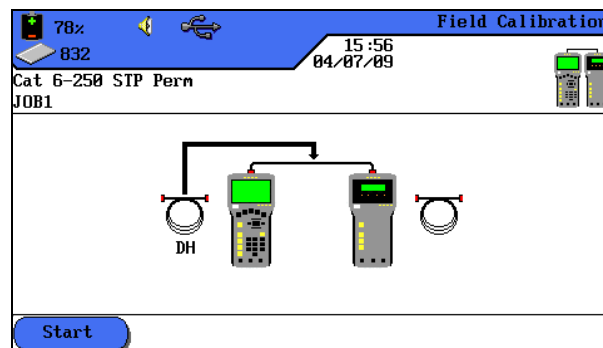 78%
Field Calibration
832
15:56
04/07/09
Cat 6-250 STP Perm
JOB1
DH
Start